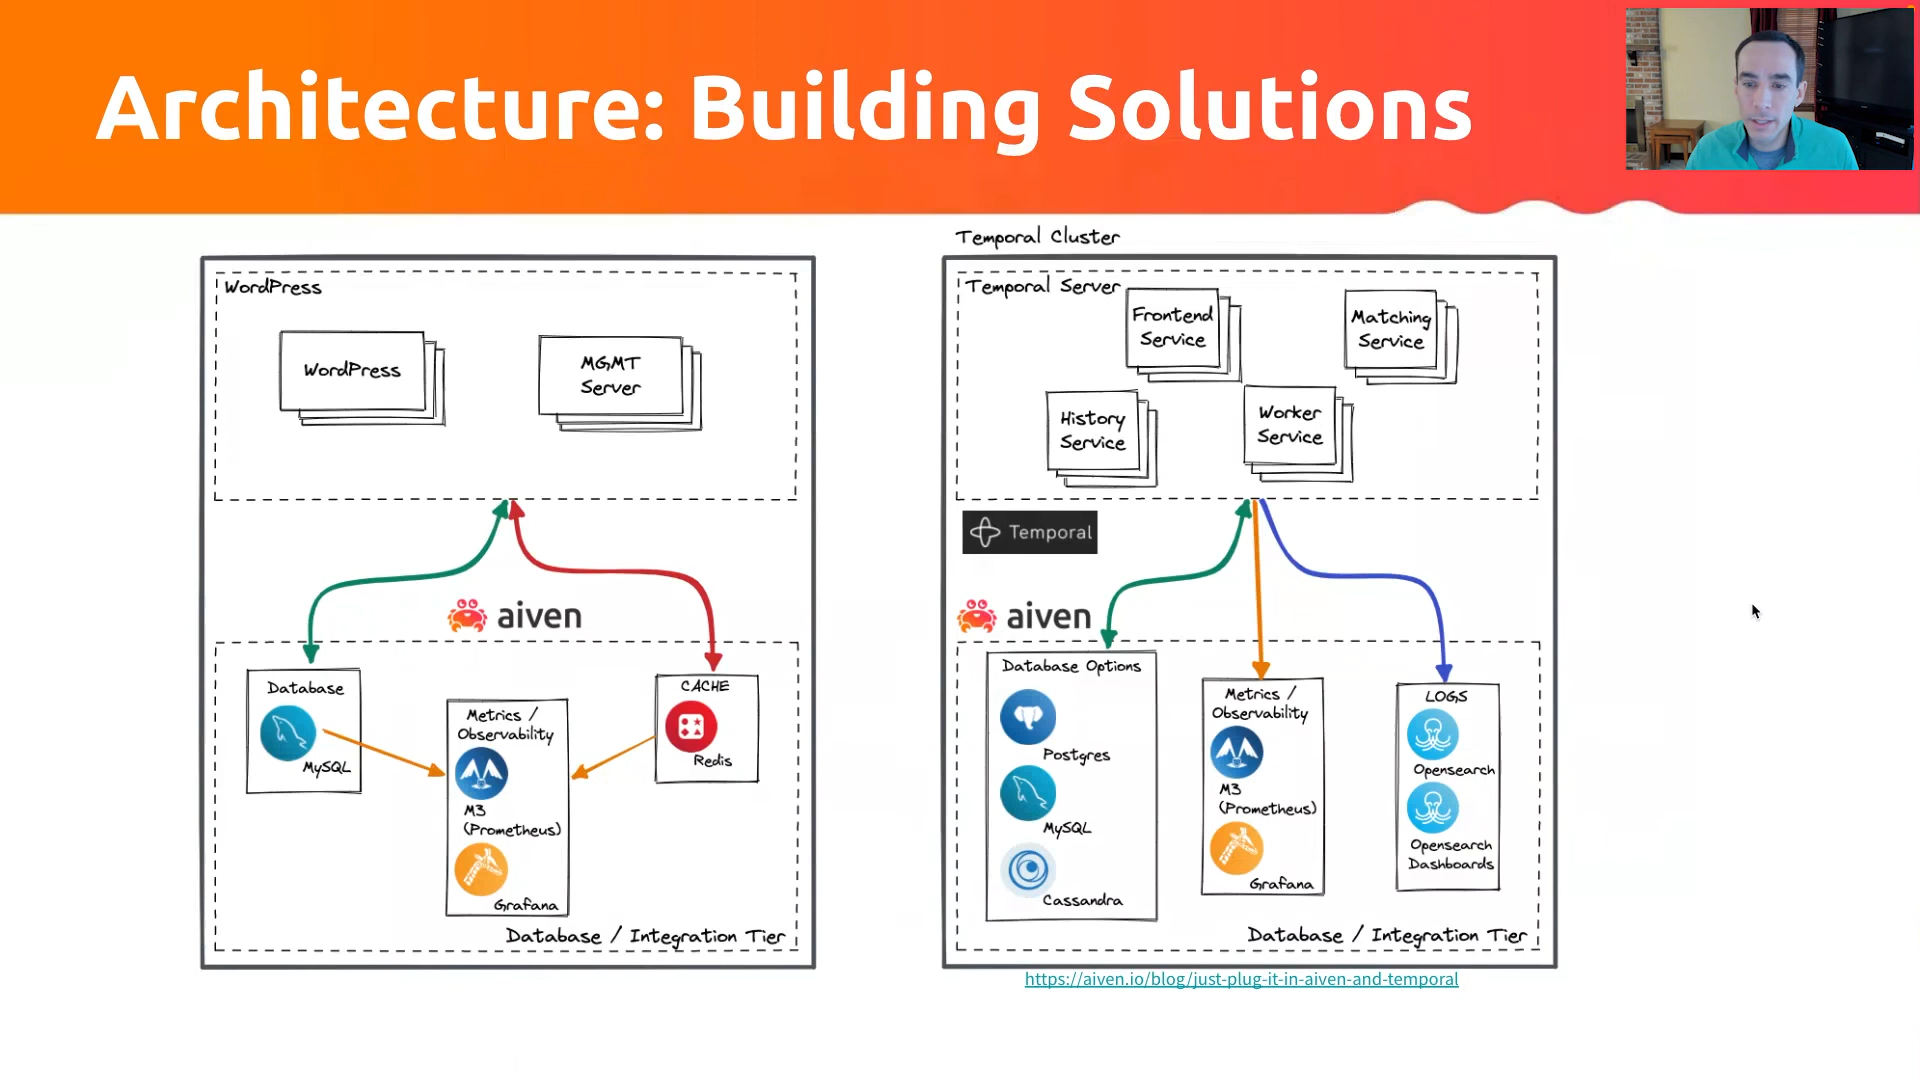 Architecture: Building Solutions
WordPress
WordPress
MGMT
Server
aiven
Database
MySQL
Metrics /
Observability
M3
(Prometheus)
Grafana
CACHE
Redis
Database / Integration Tier
Temporal Cluster
Temporal Server
Frontend
Service
Matching
Service
History
Service
Worker
Service
Temporal
aiven
Database Options
Postgres
MySQL
Cassandra
Metrics /
Observability
M3
(Prometheus)
Grafana
LOGS
Opensearch
Opensearch
Dashboards
Database / Integration Tier
https://aiven.io/blog/just-plug-it-in-aiven-and-temporal